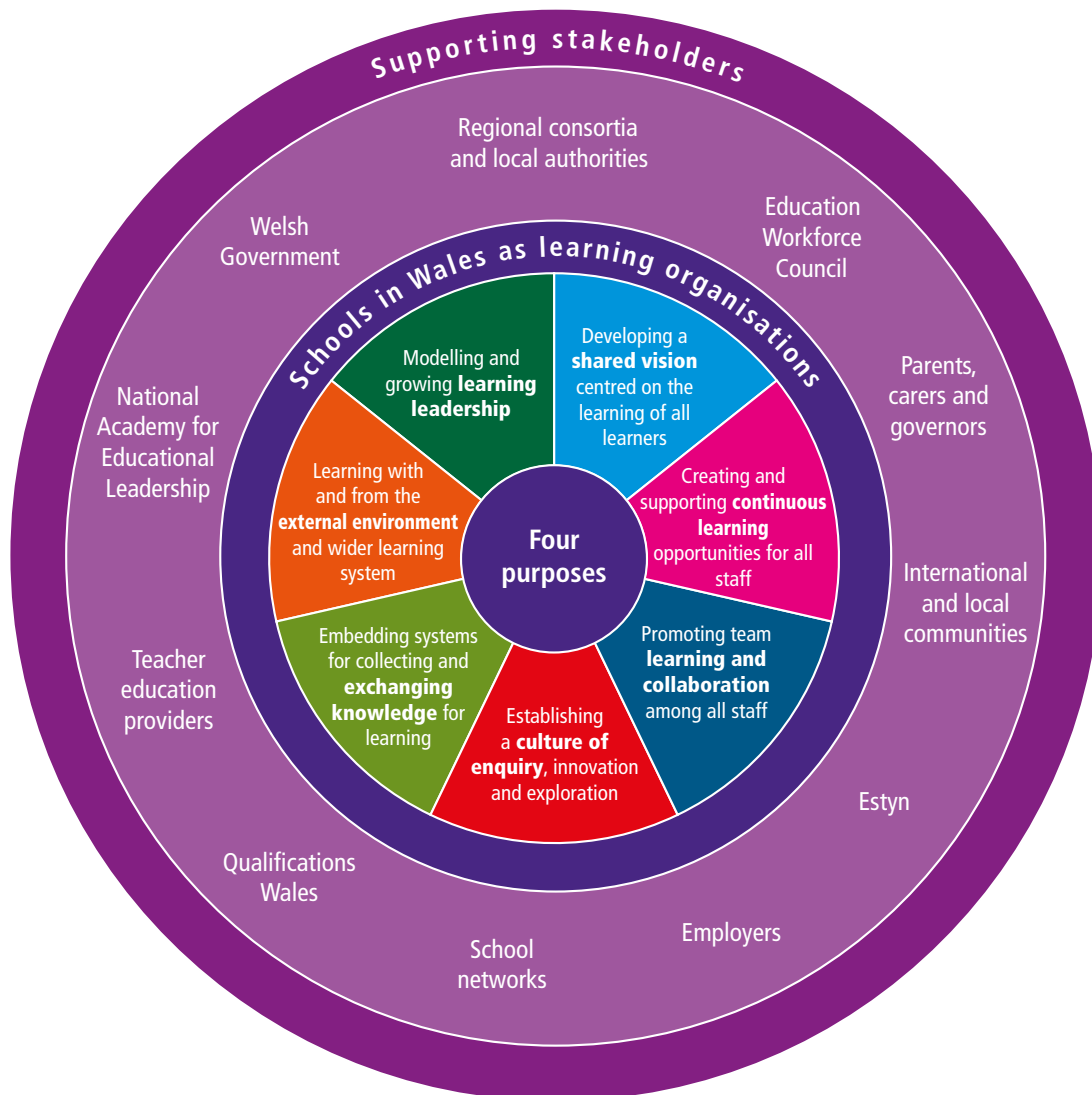 Supporting stakeholders
Regional consortia
and local authorities
Education
Workforce
Council
Parents,
carers and
governors
International
and local
communities
Estyn
Employers
School
networks
Qualifications
Wales
Teacher
education
providers
National
Academy for
Educational
Leadership
Welsh
Government
Schools in Wales as learning organisations
Developing a
shared vision
centred on the
learning of all
learners
Creating and
supporting continuous
learning
opportunities for all
staff
Promoting team
learning and
collaboration
among all staff
Establishing
a culture of
enquiry, innovation
and exploration
Embedding systems
for collecting and
exchanging
knowledge for
learning
Learning with
and from the
external environment
and wider learning
system
Modelling and
growing learning
leadership
Four
purposes